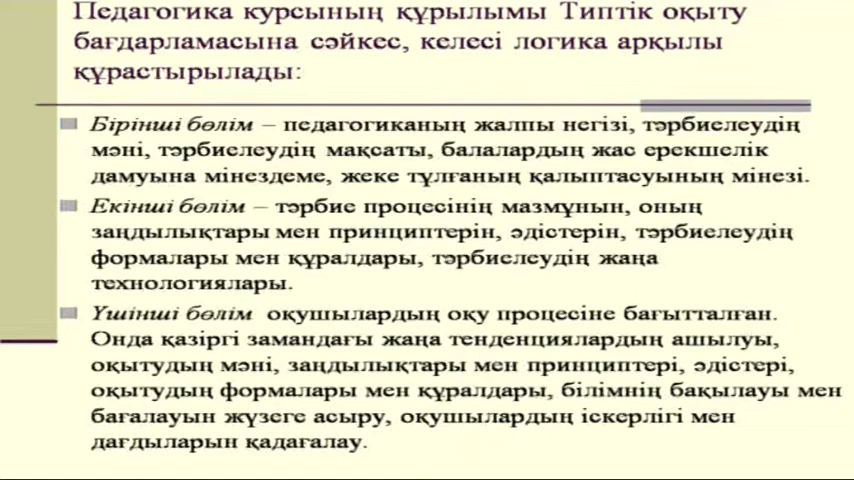 Педагогика курсының құрылымы Типтік оқыту
бағдарламасына сәйкес, келесі логика арқылы
құрастырылады:
Бірінші бөлім – педагогиканың жалпы негізі, тәрбиелеудің
мәні, тәрбиелеудің мақсаты, балалардың жас ерекшелік
дамуына мінездеме, жеке тұлғаның қалыптасуының мінезі.
Екінші бөлім – тәрбие процесінің мазмұнын, оның
заңдылықтары мен принциптерін, әдістерін, тәрбиелеудің
формалары мен құралдары, тәрбиелеудің жаңа
технологиялары.
Үшінші бөлім оқушылардың оқу процесіне бағытталған.
Онда қазіргі замандағы жаңа тенденциялардың ашылуы,
оқытудың мәні, заңдылықтары мен принциптері, әдістері,
оқытудың формалары мен құралдары, білімнің бақылауы мен
бағалауын жүзеге асыру, оқушылардың іскерлігі мен
дағдыларын қадағалау.